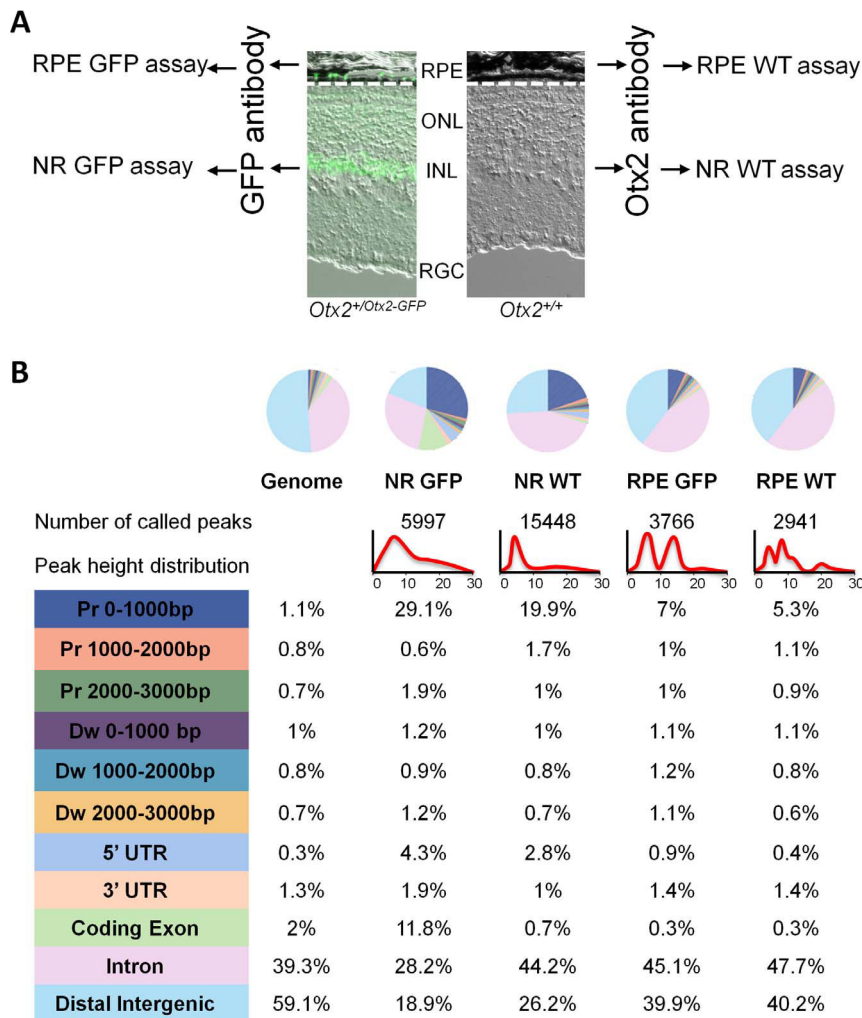 A
RPE GFP assay
GFP antibody
RPE
Otx2 antibody
RPE WT assay
ONL
NR GFP assay
INL
NR WT assay
RGC
Otx2+/Otx2-GFP
Otx2+/+
B
Genome NR GFP NR WT RPE GFP RPE WT
Number of called peaks 5997 15448 3766 2941
Peak height distribution
0 10 20 30 0 10 20 30 0 10 20 30 0 10 20 30
Pr 0-1000bp 1.1% 29.1% 19.9% 7% 5.3%
Pr 1000-2000bp 0.8% 0.6% 1.7% 1% 1.1%
Pr 2000-3000bp 0.7% 1.9% 1% 1% 0.9%
Dw 0-1000 bp 1% 1.2% 1% 1.1% 1.1%
Dw 1000-2000bp 0.8% 0.9% 0.8% 1.2% 0.8%
Dw 2000-3000bp 0.7% 1.2% 0.7% 1.1% 0.6%
5' UTR 0.3% 4.3% 2.8% 0.9% 0.4%
3' UTR 1.3% 1.9% 1% 1.4% 1.4%
Coding Exon 2% 11.8% 0.7% 0.3% 0.3%
Intron 39.3% 28.2% 44.2% 45.1% 47.7%
Distal Intergenic 59.1% 18.9% 26.2% 39.9% 40.2%